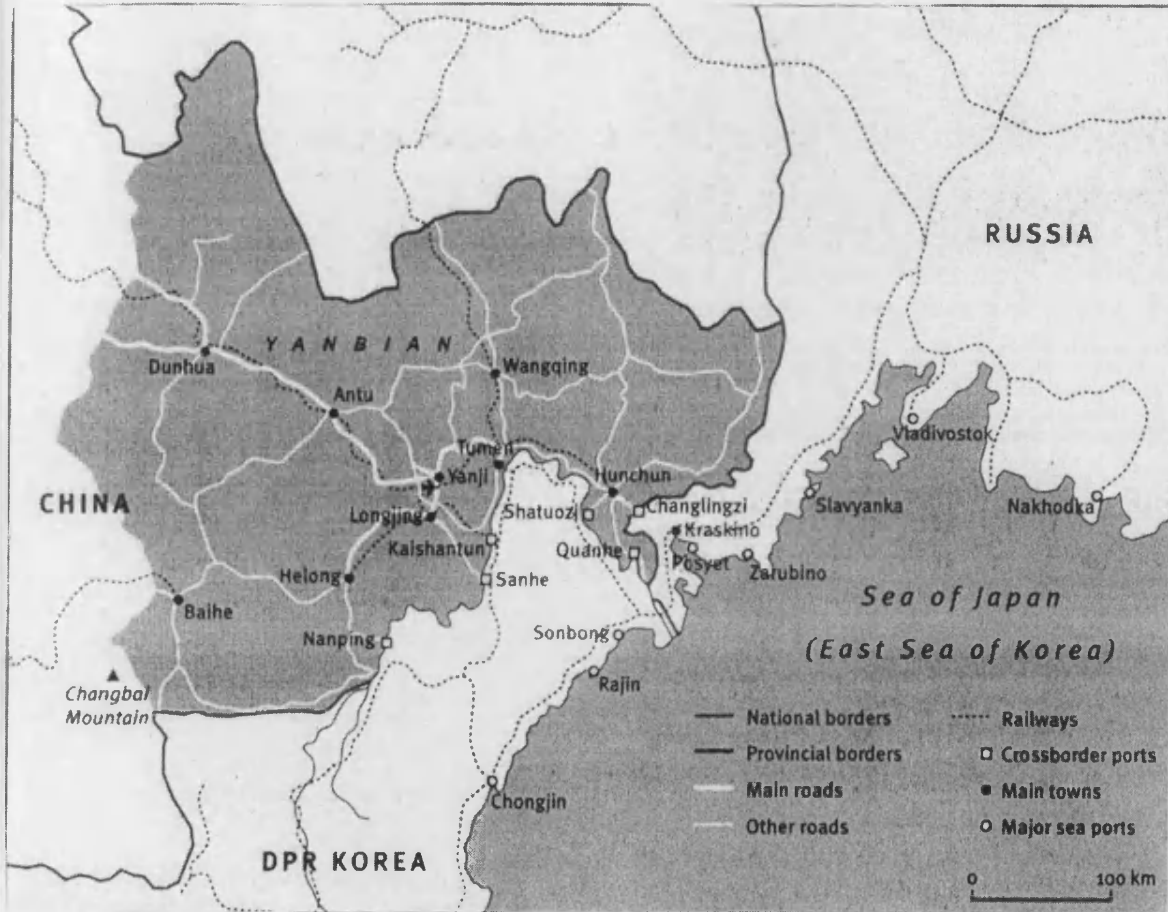 RUSSIA
YANBIAN
Dunhua
Wangqing
Antu
Vladivostok
Tumen
Yanji
Hunchun
CHINA
Longjing
Shatuozi
Changlingzi
Slavyanka
Nakhodka
Kraskino
Kaishantun
Quanhe
Posyet
Zarubino
Helong
Sanhe
Baihe
Sea of Japan
(East Sea of Korea)
Nanping
Sonbong
Rajin
Changbai
Mountain
National borders
Railways
Provincial borders
Crossborder ports
Main roads
Main towns
Chongjin
Other roads
Major sea ports
DPR KOREA
0 100 km